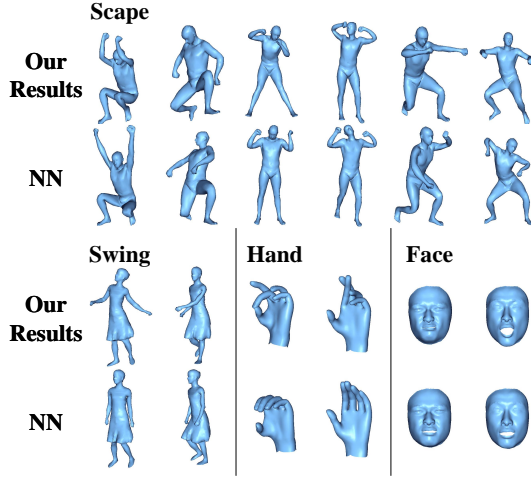 Scape
Our
Results
NN
Swing Hand Face
Our
Results
NN